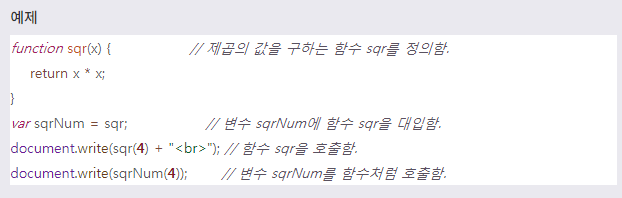 예제
function sqr(x) { // 제곱의 값을 구하는 함수 sqr를 정의함.
return x * x;
}
var sqrNum = sqr; // 변수 sqrNum에 함수 sqr을 대입함.
document.write(sqr(4) + "<br>"); // 함수 sqr을 호출함.
document.write(sqrNum(4)); // 변수 sqrNum를 함수처럼 호출함.